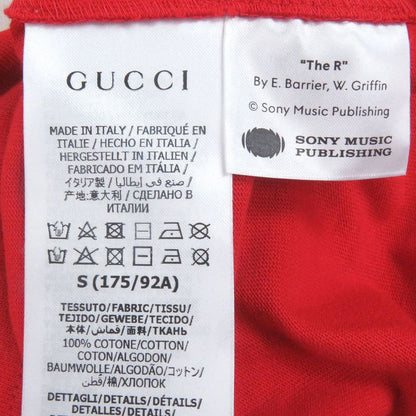 GUCCI
MADE IN ITALY / FABRIQUÉ EN
ITALIE / HECHO EN ITALIA /
HERGESTELLT IN ITALIEN /
FABRICADO EM ITÁLIA /
イタリア製 / صنع في إيطاليا /
产地:意大利 / СДЕЛАНО В
ИТАЛИИ
S (175/92A)
TESSUTO/FABRIC/TISSU/
TEJIDO/GEWEBE/TECIDO/
本体/قماش/面料/ТКАНЬ
100% COTONE/COTTON/
COTON/ALGODON/
BAUMWOLLE/ALGODÃO/コットン/
قطن/棉/ХЛОПОК
DETTAGLI/DETAILS/DÉTAILS/
DETALLES/DETAILS/
"The R"
By E. Barrier, W. Griffin
© Sony Music Publishing
SONY MUSIC
PUBLISHING